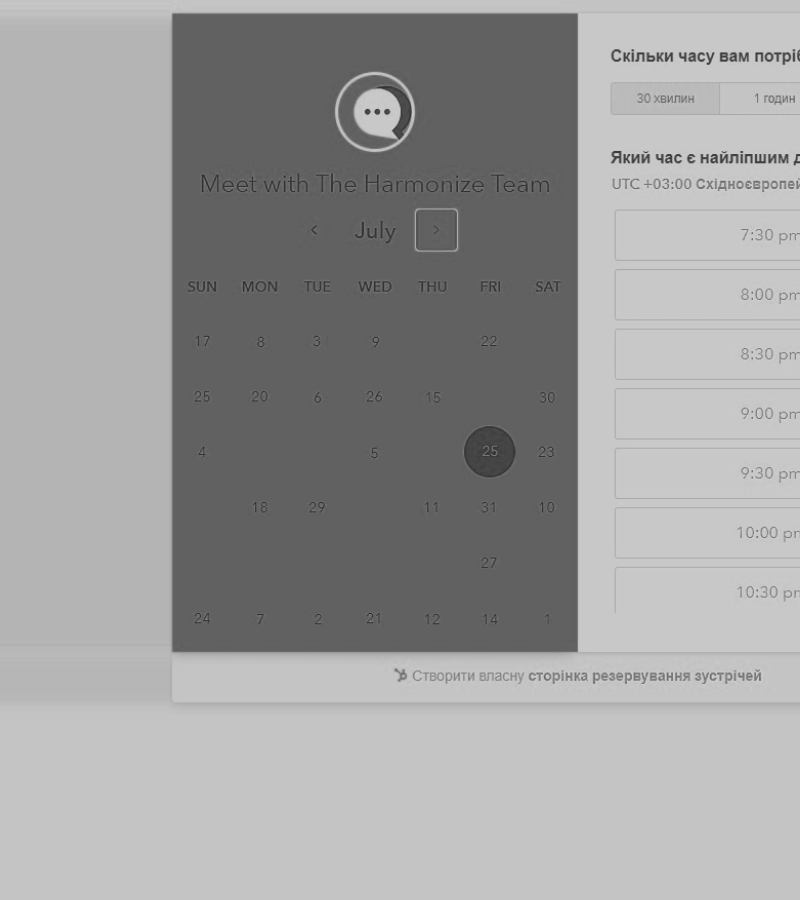 Meet with The Harmonize Team
July
SUN MON TUE WED THU FRI SAT
17 8 3 9 22
25 20 6 26 15 30
4 5 25 23
18 29 11 31 10
27
24 7 2 21 12 14 1
Скільки часу вам потріб
30 хвилин 1 годин
Який час є найліпшим д
UTC +03:00 Східноєвропей
7:30 pm
8:00 pm
8:30 pm
9:00 pm
9:30 pm
10:00 pm
10:30 pm
Створити власну сторінка резервування зустрічей